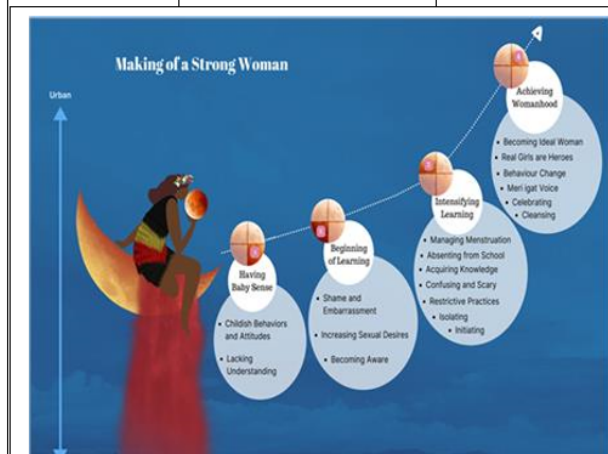 Making of a Strong Woman
Urban
Having
Baby Sense
• Childish Behaviors
and Attitudes
• Lacking
Understanding
Beginning
of Learning
• Shame and
Embarrassment
• Increasing Sexual Desires
• Becoming Aware
Intensifying
Learning
• Managing Menstruation
• Absenting from School
• Acquiring Knowledge
• Confusing and Scary
• Restrictive Practices
• Isolating
• Initiating
Achieving
Womanhood
• Becoming Ideal Woman
• Real Girls are Heroes
• Behaviour Change
• Meri igat Voice
• Celebrating
• Cleansing